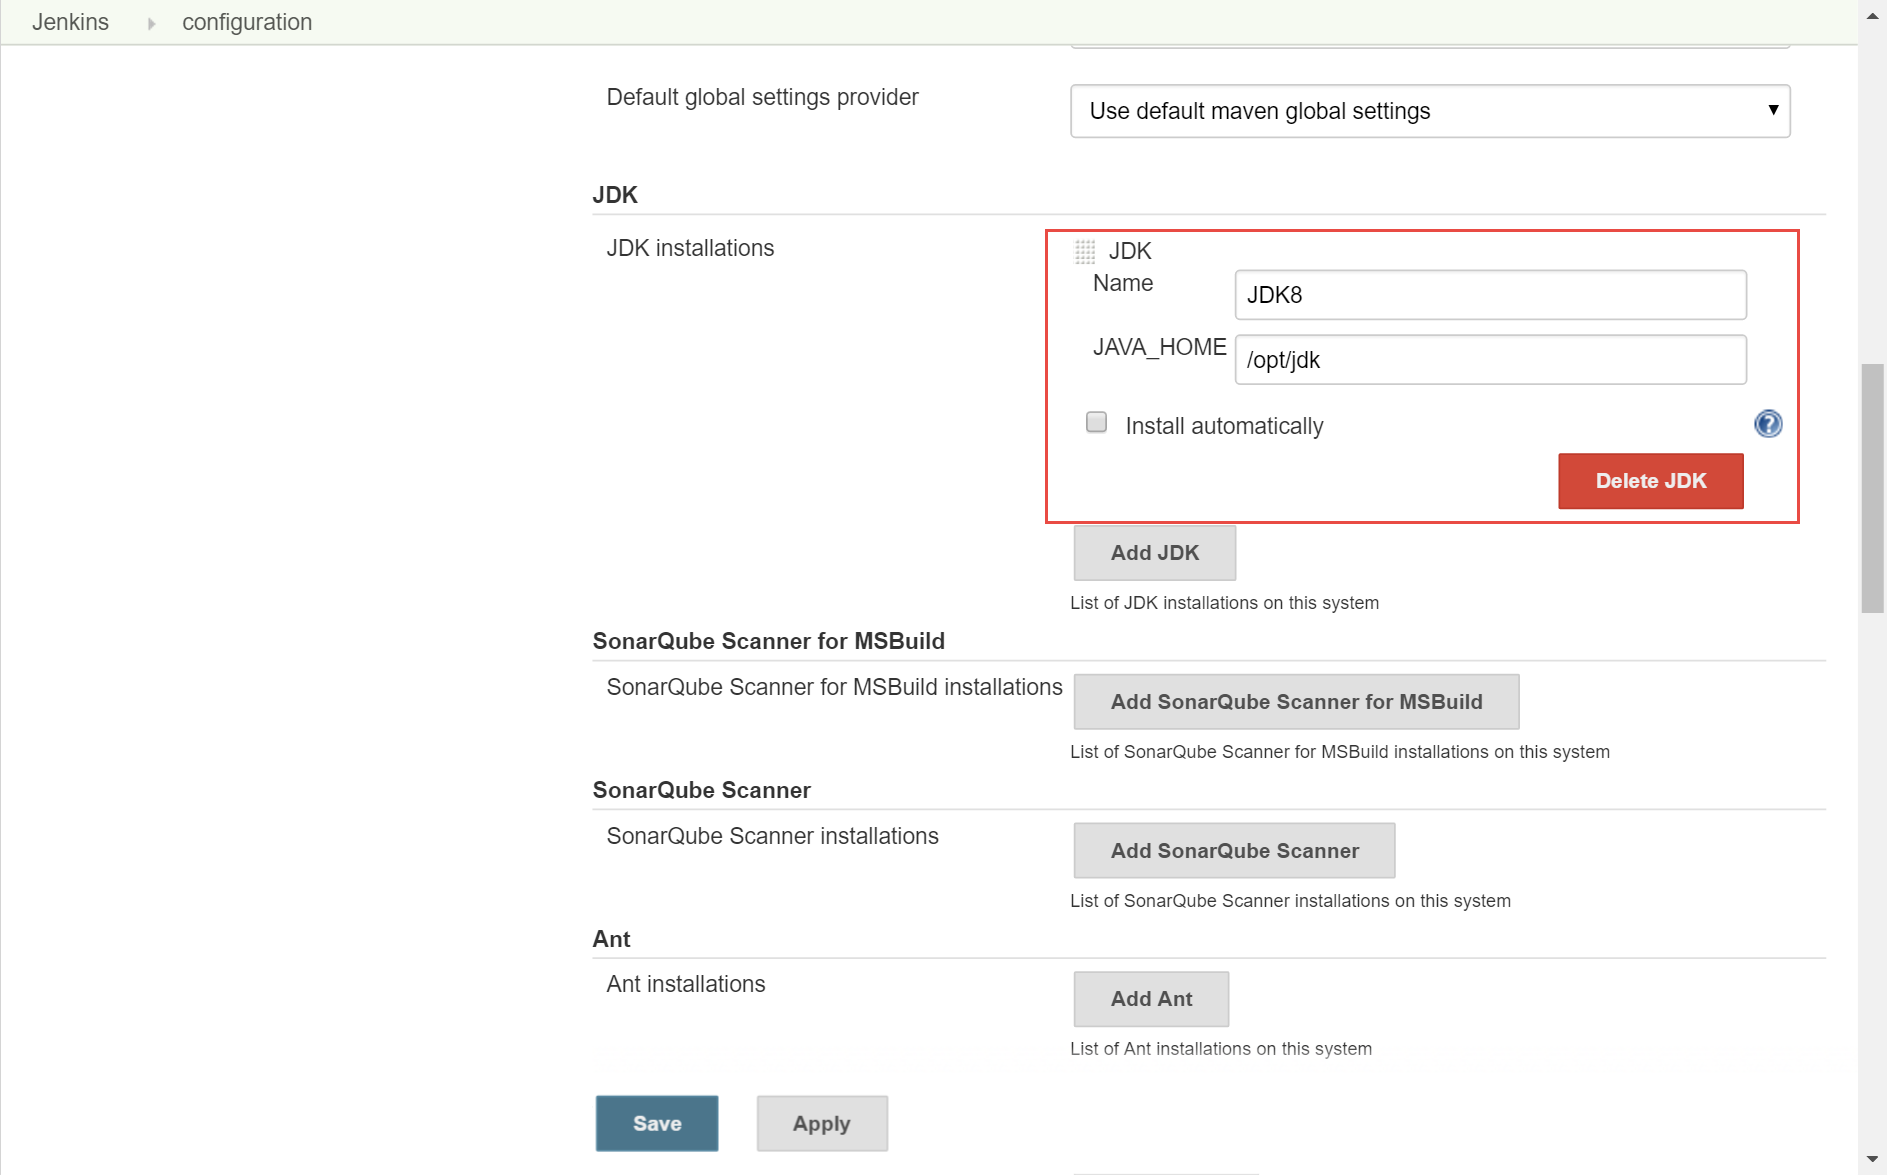 Jenkins configuration
Default global settings provider
Use default maven global settings
JDK
JDK installations
JDK
Name
JDK8
JAVA_HOME
/opt/jdk
Install automatically
?
Delete JDK
Add JDK
List of JDK installations on this system
SonarQube Scanner for MSBuild
SonarQube Scanner for MSBuild installations
Add SonarQube Scanner for MSBuild
List of SonarQube Scanner for MSBuild installations on this system
SonarQube Scanner
SonarQube Scanner installations
Add SonarQube Scanner
List of SonarQube Scanner installations on this system
Ant
Ant installations
Add Ant
List of Ant installations on this system
Save
Apply